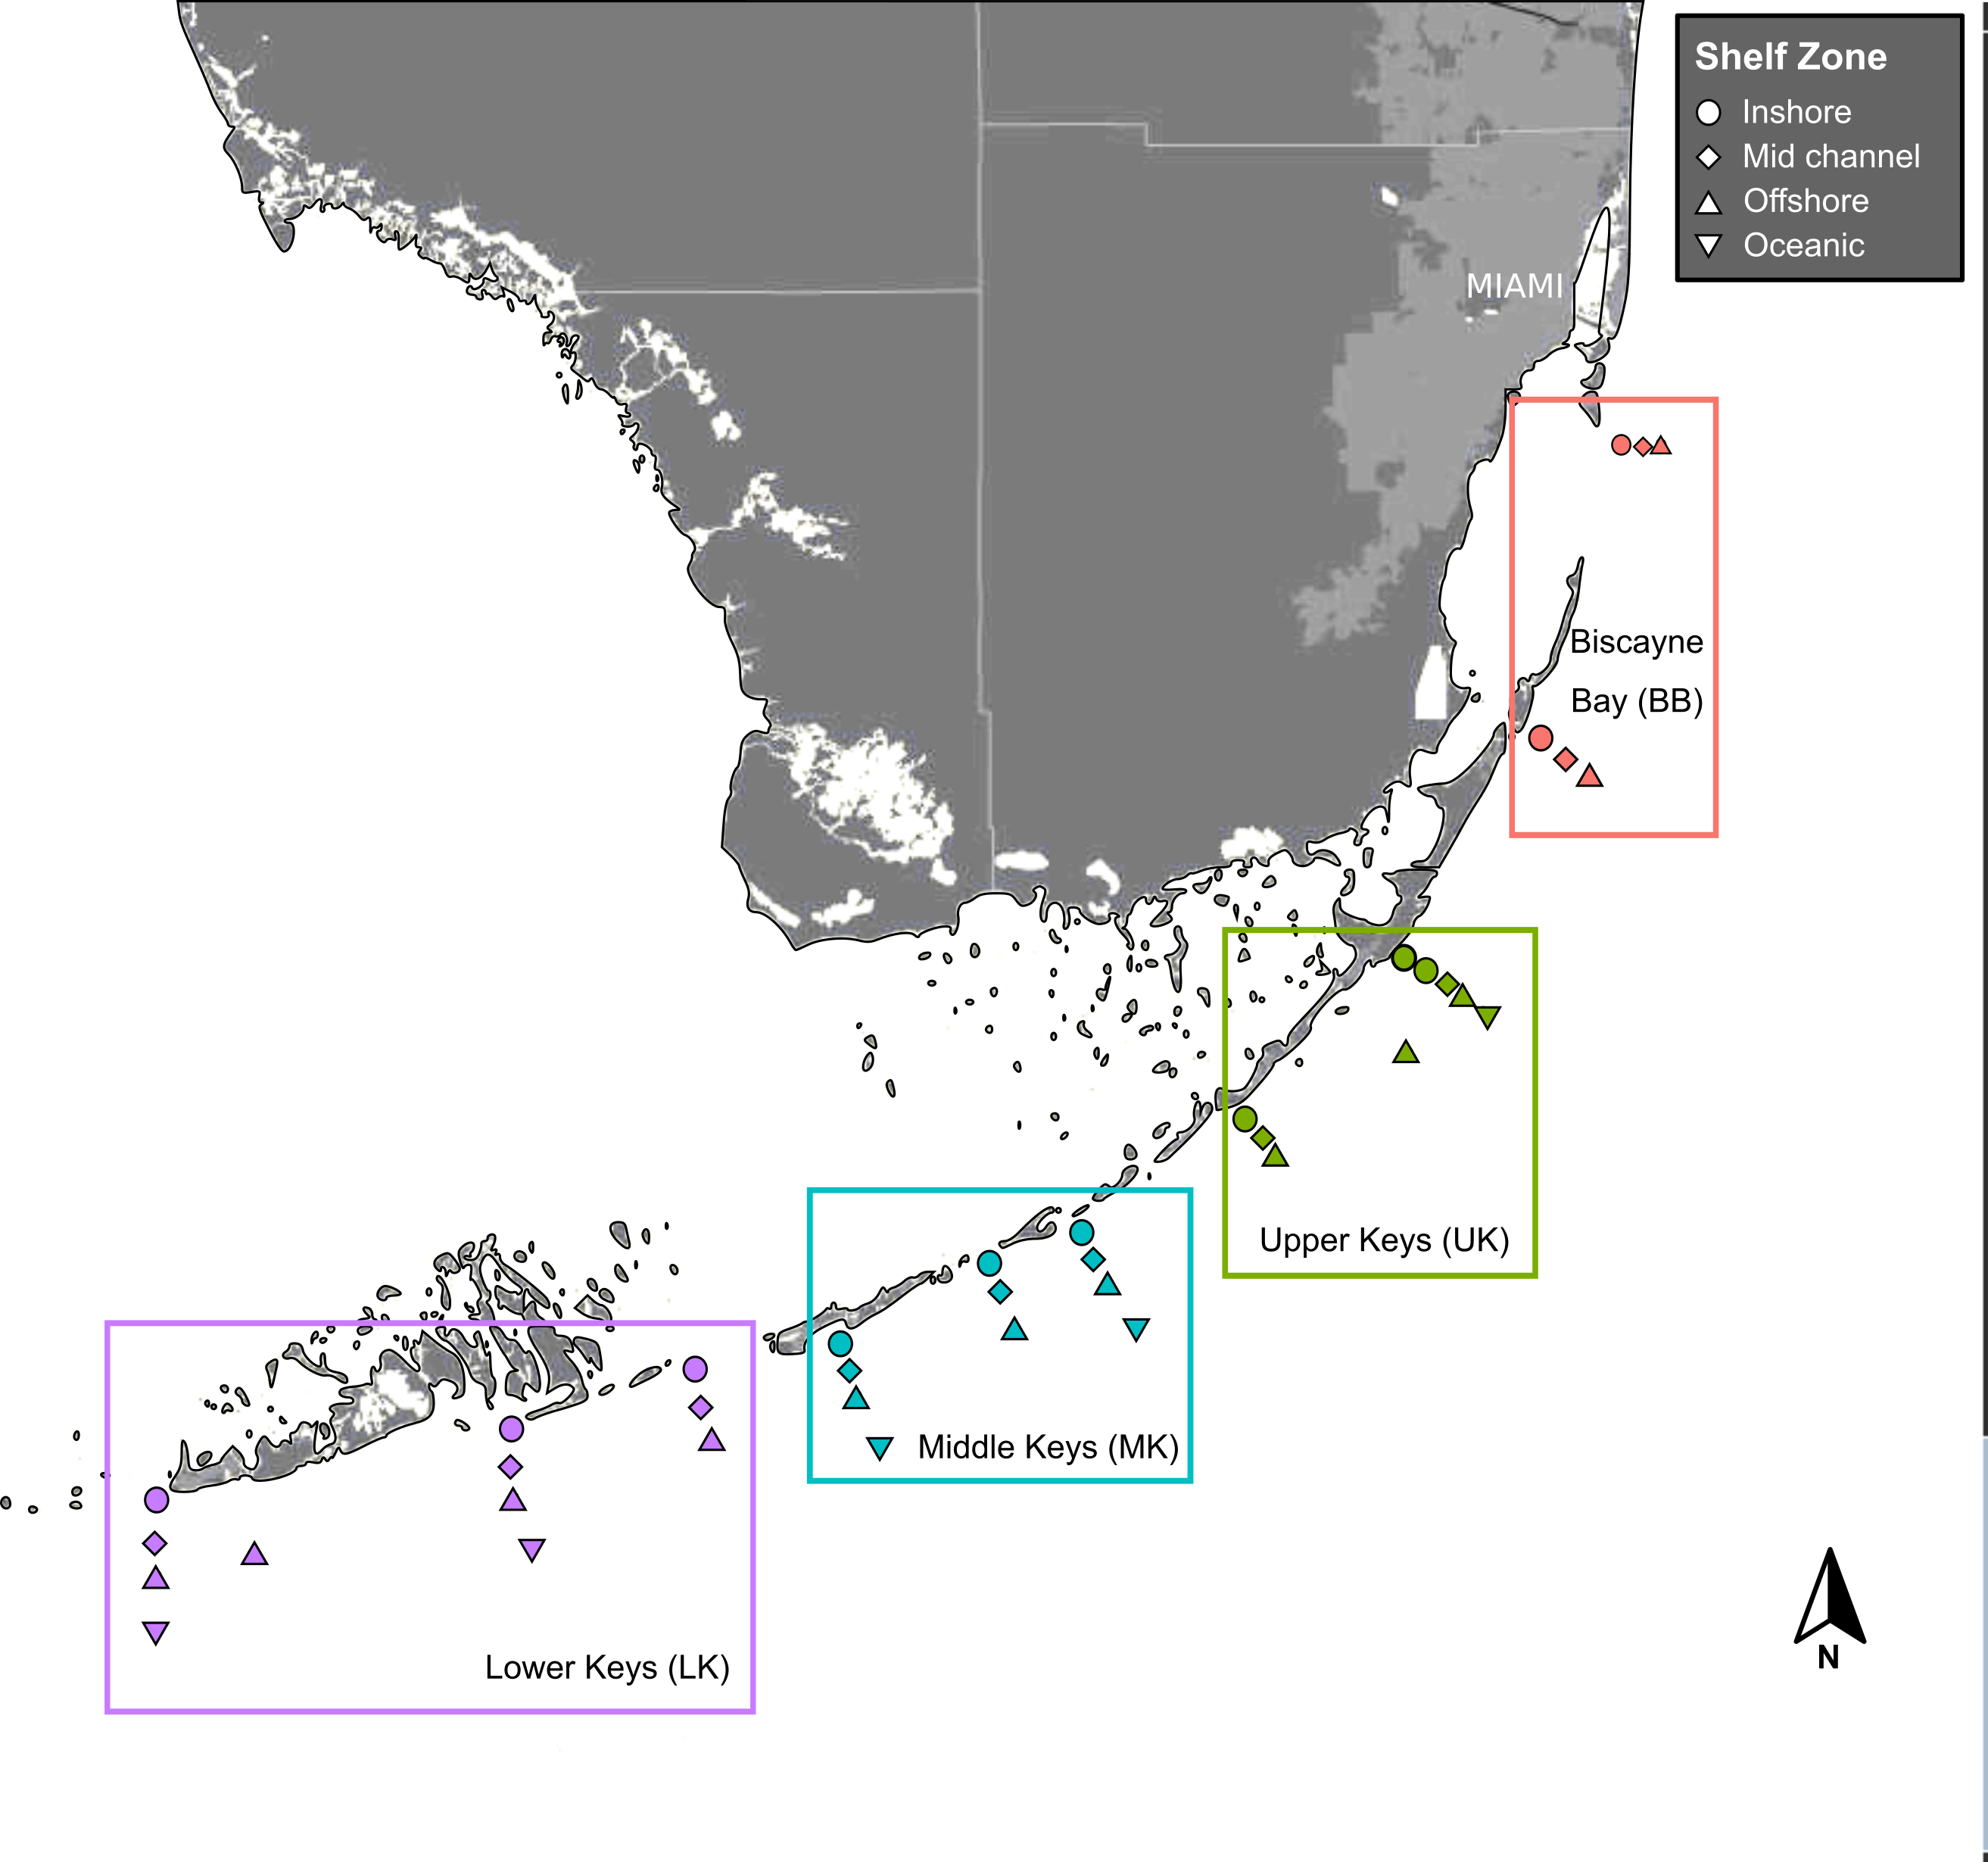 Shelf Zone
Inshore
Mid channel
Offshore
Oceanic
MIAMI
Biscayne
Bay (BB)
Upper Keys (UK)
Middle Keys (MK)
Lower Keys (LK)
N